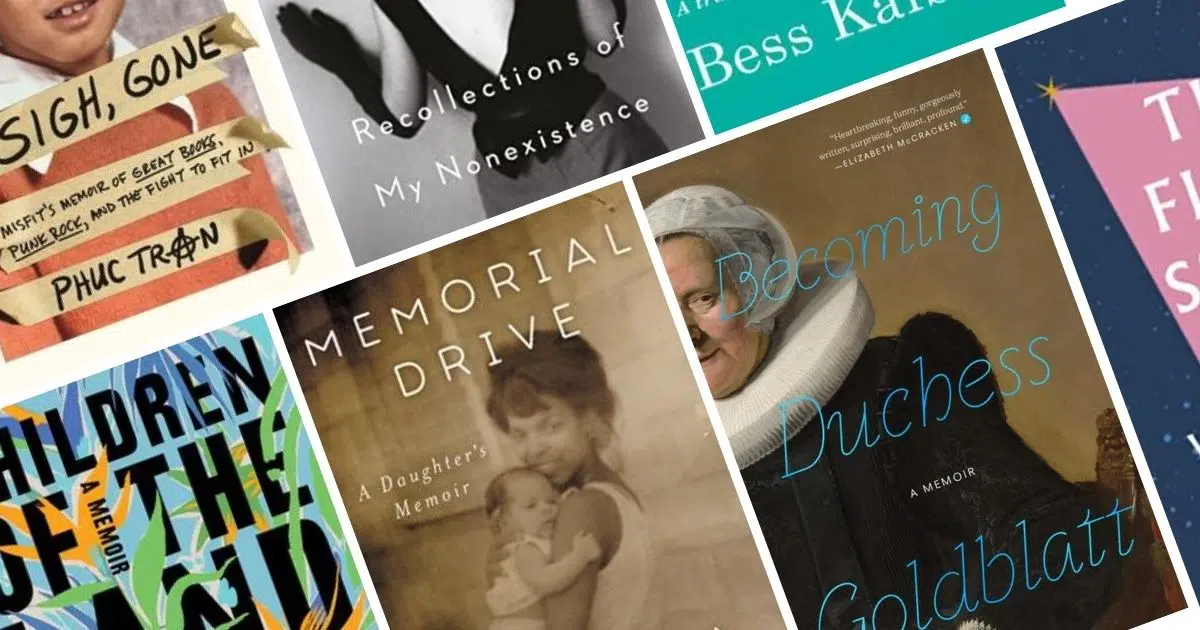 SIGH, GONE
MISFIT'S MEMOIR OF GREAT BOOKS,
PUNK ROCK, AND THE FIGHT TO FIT IN
PHUC TRAN
Recollections of
My Nonexistence
Bess
"Heartbreaking, funny, gorgeously
written, surprising, brilliant, profound."
—ELIZABETH McCRACKEN
Becoming
Duchess
A MEMOIR
Goldblatt
MEMORIAL
DRIVE
A Daughter's
Memoir
THE
A MEMOIR